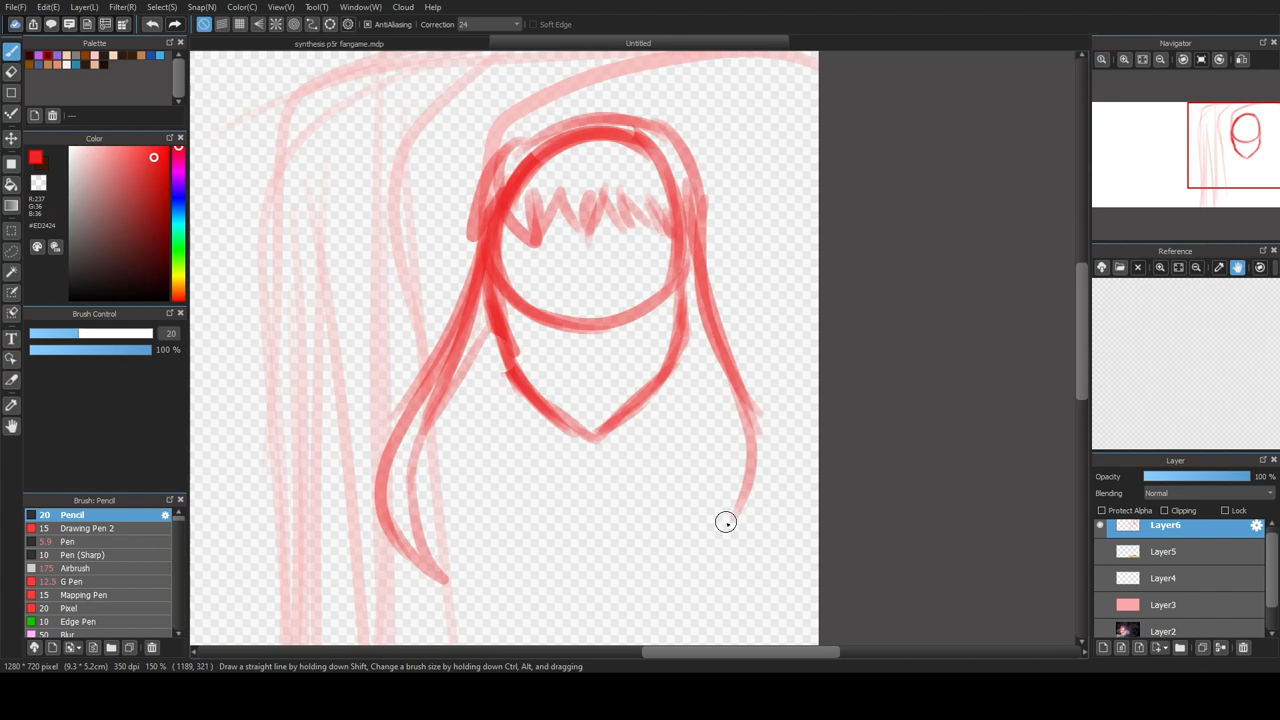 File(F) Edit(E) Layer(L) Filter(R) Select(S) Snap(N) Color(C) View(V) Tool(T) Window(W) Cloud Help
AntiAliasing Correction 24 Soft Edge
Palette synthesis p5r fangame.mdp Untitled Navigator
---
Color
R:237
G:36
B:36
#ED2424
Reference
Brush Control
20
100 %
Layer
Opacity 100 %
Blending Normal
Protect Alpha Clipping Lock
Brush: Pencil
20 Pencil
15 Drawing Pen 2
5.9 Pen
10 Pen (Sharp)
175 Airbrush
12.5 G Pen
15 Mapping Pen
20 Pixel
10 Edge Pen
50 Blur
Layer6
Layer5
Layer4
Layer3
Layer2
1280 * 720 pixel (9.3 * 5.2cm) 350 dpi 150 % ( 1189, 321) Draw a straight line by holding down Shift, Change a brush size by holding down Ctrl, Alt, and dragging